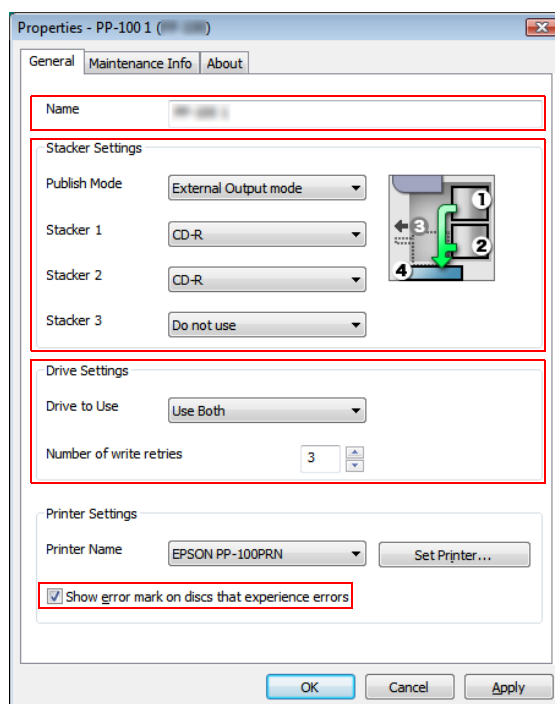 Properties - PP-100 1 (
General Maintenance Info About
Name
Stacker Settings
Publish Mode External Output mode
1
Stacker 1 CD-R
3
2
Stacker 2 CD-R
4
Stacker 3 Do not use
Drive Settings
Drive to Use Use Both
Number of write retries 3
Printer Settings
Printer Name EPSON PP-100PRN Set Printer...
Show error mark on discs that experience errors
OK Cancel Apply